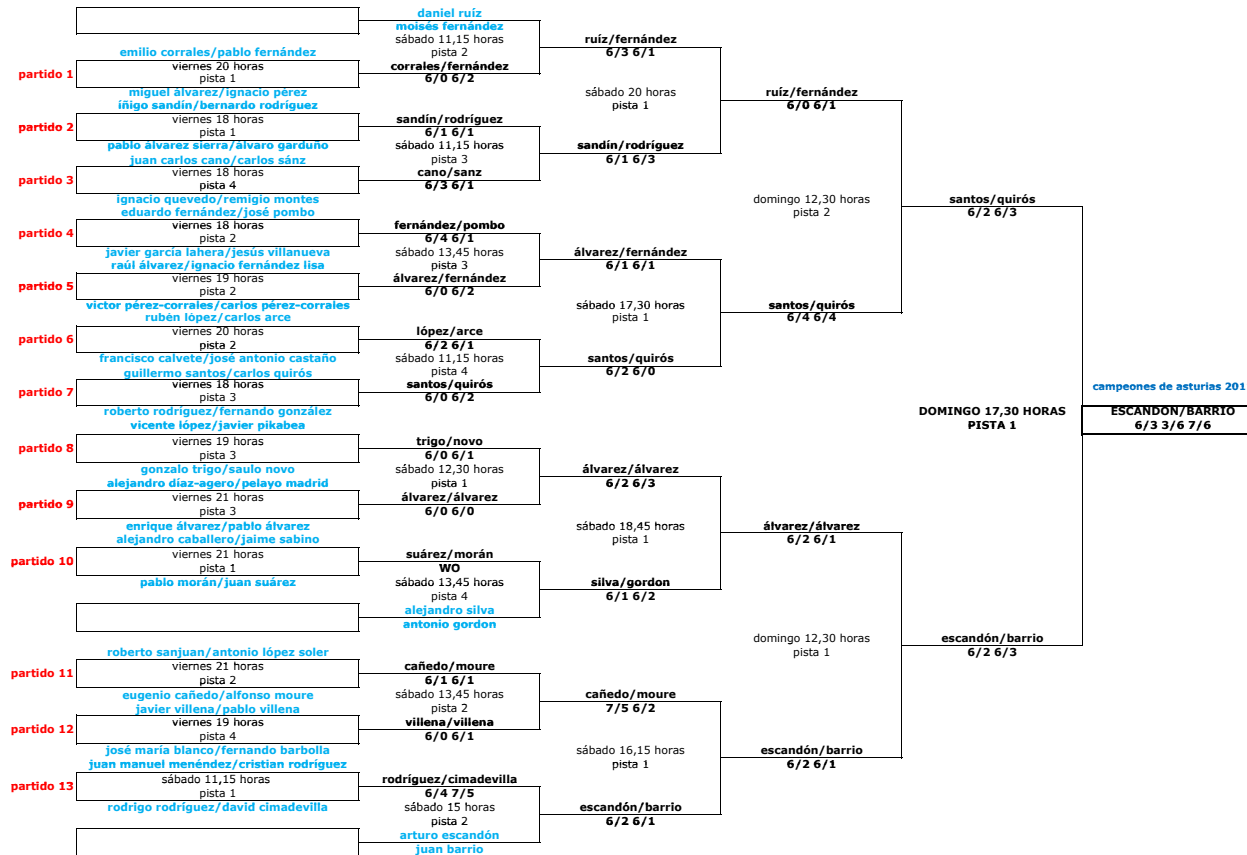 daniel ruíz
moisés fernández
sábado 11,15 horas
pista 2
ruíz/fernández
6/3 6/1
emilio corrales/pablo fernández
partido 1
viernes 20 horas
pista 1
corrales/fernández
6/0 6/2
miguel álvarez/ignacio pérez
sábado 20 horas
pista 1
ruíz/fernández
6/0 6/1
íñigo sandín/bernardo rodríguez
partido 2
viernes 18 horas
pista 1
sandín/rodríguez
6/1 6/1
pablo álvarez sierra/álvaro garduño
sábado 11,15 horas
pista 3
sandín/rodríguez
6/1 6/3
juan carlos cano/carlos sánz
partido 3
viernes 18 horas
pista 4
cano/sanz
6/3 6/1
ignacio quevedo/remigio montes
domingo 12,30 horas
pista 2
santos/quirós
6/2 6/3
eduardo fernández/josé pombo
partido 4
viernes 18 horas
pista 2
fernández/pombo
6/4 6/1
javier garcía lahera/jesús villanueva
sábado 13,45 horas
pista 3
álvarez/fernández
6/1 6/1
raúl álvarez/ignacio fernández lisa
partido 5
viernes 19 horas
pista 2
álvarez/fernández
6/0 6/2
victor pérez-corrales/carlos pérez-corrales
sábado 17,30 horas
pista 1
santos/quirós
6/4 6/4
rubén lópez/carlos arce
partido 6
viernes 20 horas
pista 2
lópez/arce
6/2 6/1
francisco calvete/josé antonio castaño
sábado 11,15 horas
pista 4
santos/quirós
6/2 6/0
guillermo santos/carlos quirós
partido 7
viernes 18 horas
pista 3
santos/quirós
6/0 6/2
roberto rodríguez/fernando gonzález
campeones de asturias 201
DOMINGO 17,30 HORAS
PISTA 1
ESCANDÓN/BARRIO
6/3 3/6 7/6
vicente lópez/javier pikabea
partido 8
viernes 19 horas
pista 3
trigo/novo
6/0 6/1
gonzalo trigo/saulo novo
sábado 12,30 horas
pista 1
álvarez/álvarez
6/2 6/3
alejandro díaz-agero/pelayo madrid
partido 9
viernes 21 horas
pista 3
álvarez/álvarez
6/0 6/0
enrique álvarez/pablo álvarez
sábado 18,45 horas
pista 1
álvarez/álvarez
6/2 6/1
alejandro caballero/jaime sabino
partido 10
viernes 21 horas
pista 1
suárez/morán
WO
pablo morán/juan suárez
sábado 13,45 horas
pista 4
silva/gordon
6/1 6/2
alejandro silva
antonio gordon
domingo 12,30 horas
pista 1
escandón/barrio
6/2 6/3
roberto sanjuan/antonio lópez soler
partido 11
viernes 21 horas
pista 2
cañedo/moure
6/1 6/1
eugenio cañedo/alfonso moure
sábado 13,45 horas
pista 2
cañedo/moure
7/5 6/2
javier villena/pablo villena
partido 12
viernes 19 horas
pista 4
villena/villena
6/0 6/1
josé maría blanco/fernando barbolla
sábado 16,15 horas
pista 1
escandón/barrio
6/2 6/1
juan manuel menéndez/cristian rodríguez
partido 13
sábado 11,15 horas
pista 1
rodríguez/cimadevilla
6/4 7/5
rodrigo rodríguez/david cimadevilla
sábado 15 horas
pista 2
escandón/barrio
6/2 6/1
arturo escandón
juan barrio